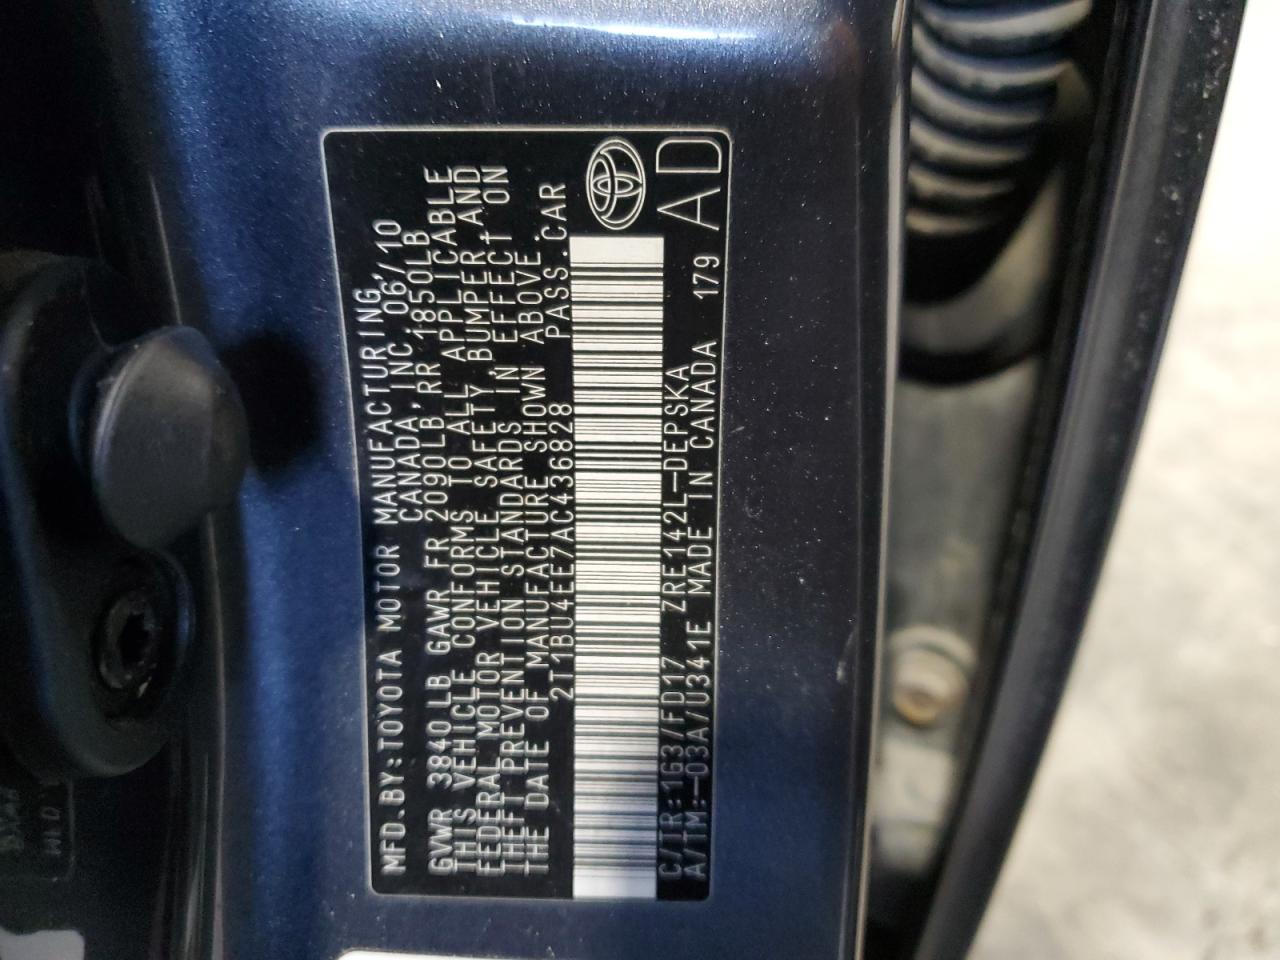 MFD.BY:TOYOTA MOTOR MANUFACTURING,
CANADA, INC. 06/10
GVWR 3840 LB GAWR FR 2090LB RR 1850LB
THIS VEHICLE CONFORMS TO ALL APPLICABLE
FEDERAL MOTOR VEHICLE SAFETY BUMPER AND
THEFT PREVENTION STANDARDS IN EFFECT ON
THE DATE OF MANUFACTURE SHOWN ABOVE.
2T1BU4EE7AC436828 PASS.CAR
C/TR:1G3/FD17 ZRE142L-DEPSKA
A/TM:-03A/U341E MADE IN CANADA 179
AD